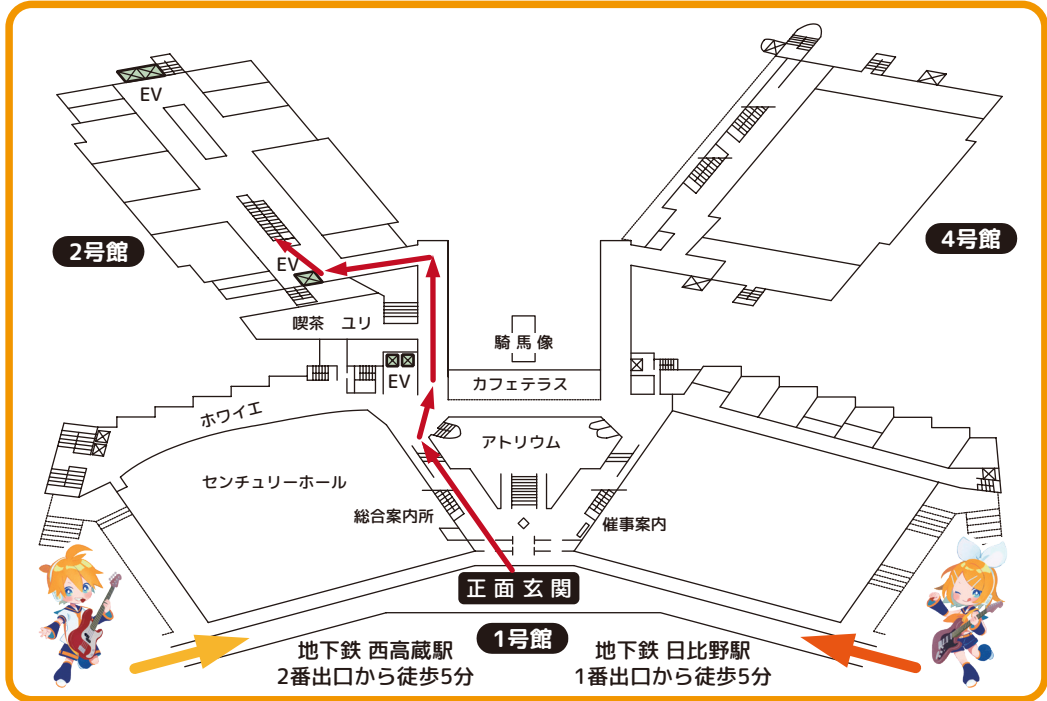 EV
2号館
4号館
EV
喫茶 ユリ
騎馬像
EV
カフェテラス
ホワイエ
アトリウム
センチュリーホール
総合案内所
催事案内
正面玄関
1号館
地下鉄 西高蔵駅
2番出口から徒歩5分
地下鉄 日比野駅
1番出口から徒歩5分